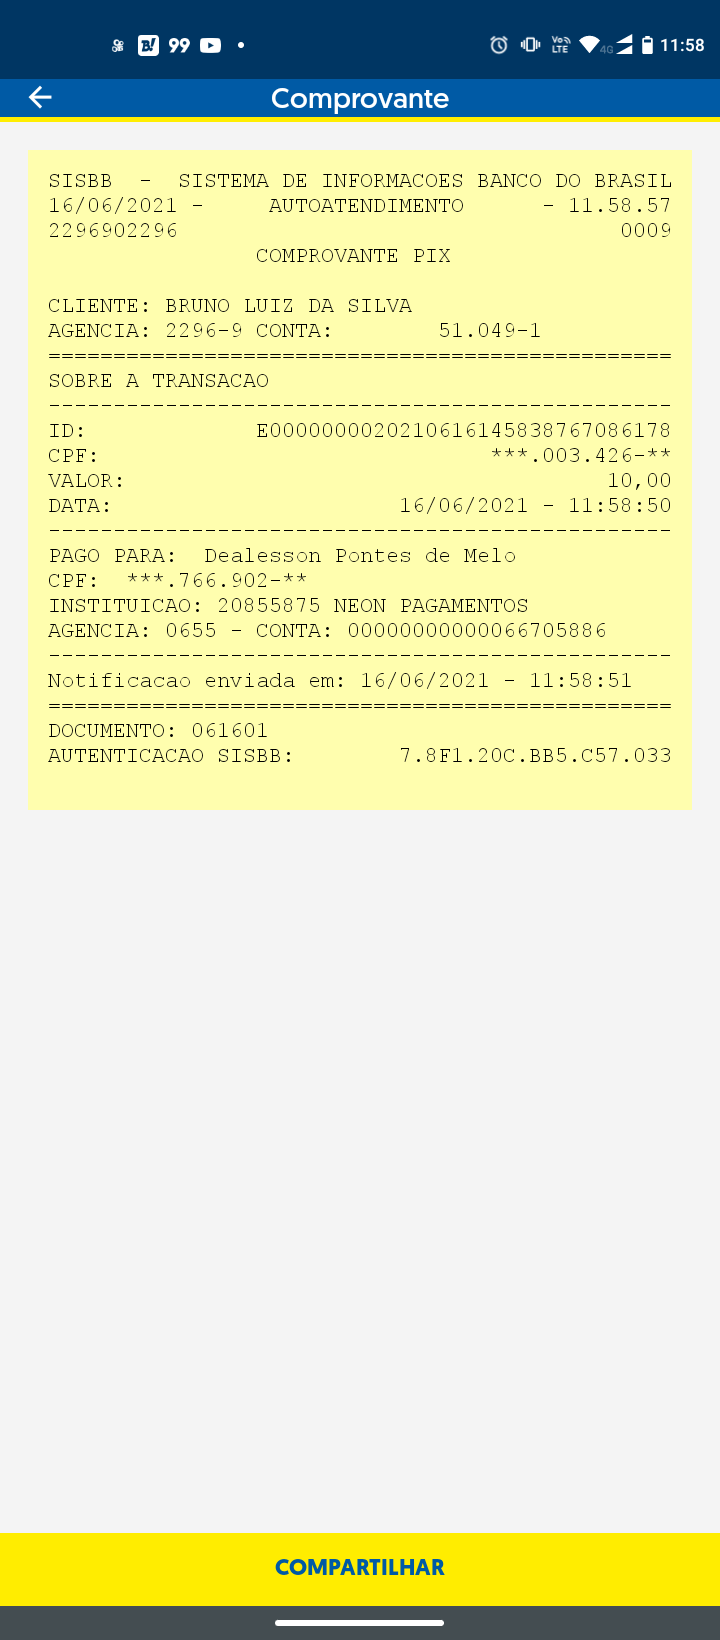 99
Vo
LTE
4G
11:58
Comprovante
SISBB - SISTEMA DE INFORMACOES BANCO DO BRASIL
16/06/2021 - AUTOATENDIMENTO - 11.58.57
2296902296 0009
COMPROVANTE PIX
CLIENTE: BRUNO LUIZ DA SILVA
AGENCIA: 2296-9 CONTA: 51.049-1
================================================
SOBRE A TRANSACAO
------------------------------------------------
ID: E0000000020210616145838767086178
CPF: ***.003.426-**
VALOR: 10,00
DATA: 16/06/2021 - 11:58:50
------------------------------------------------
PAGO PARA: Dealesson Pontes de Melo
CPF: ***.766.902-**
INSTITUICAO: 20855875 NEON PAGAMENTOS
AGENCIA: 0655 - CONTA: 00000000000066705886
------------------------------------------------
Notificacao enviada em: 16/06/2021 - 11:58:51
================================================
DOCUMENTO: 061601
AUTENTICACAO SISBB: 7.8F1.20C.BB5.C57.033
COMPARTILHAR